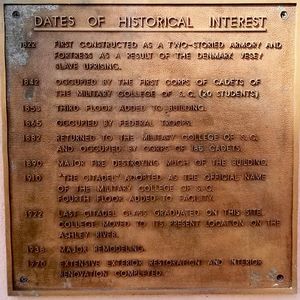 DATES OF HISTORICAL INTEREST
1822 FIRST CONSTRUCTED AS A TWO-STORIED ARMORY AND
FORTRESS AS A RESULT OF THE DENMARK VESEY
SLAVE UPRISING.
1842 OCCUPIED BY THE FIRST CORPS OF CADETS OF
THE MILITARY COLLEGE OF S.C. (20 STUDENTS)
THIRD FLOOR ADDED TO BUILDING.
1865 OCCUPIED BY FEDERAL TROOPS.
1882 RETURNED TO THE MILITARY COLLEGE OF S.C.
AND OCCUPIED BY CORPS OF 185 CADETS.
1890 MAJOR FIRE DESTROYING MUCH OF THE BUILDING.
1910 "THE CITADEL" ADOPTED AS THE OFFICIAL NAME
OF THE MILITARY COLLEGE OF S.C.
FOURTH FLOOR ADDED TO FACILITY.
1922 LAST CITADEL CLASS GRADUATED ON THIS SITE.
COLLEGE MOVED TO ITS PRESENT LOCATION ON THE
ASHLEY RIVER.
MAJOR REMODELING.
1970 EXTENSIVE EXTERIOR RESTORATION AND INTERIOR
RENOVATION COMPLETED.